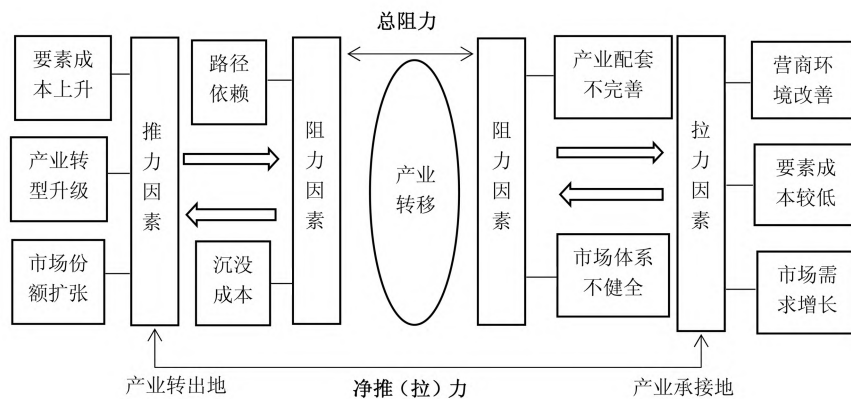 总阻力
要素成
本上升
产业转
型升级
市场份
额扩张
推力因素
路径
依赖
沉没
成本
阻力因素
产业
转移
阻力因素
产业配套
不完善
市场体系
不健全
拉力因素
营商环
境改善
要素成
本较低
市场需
求增长
产业转出地
净推（拉）力
产业承接地